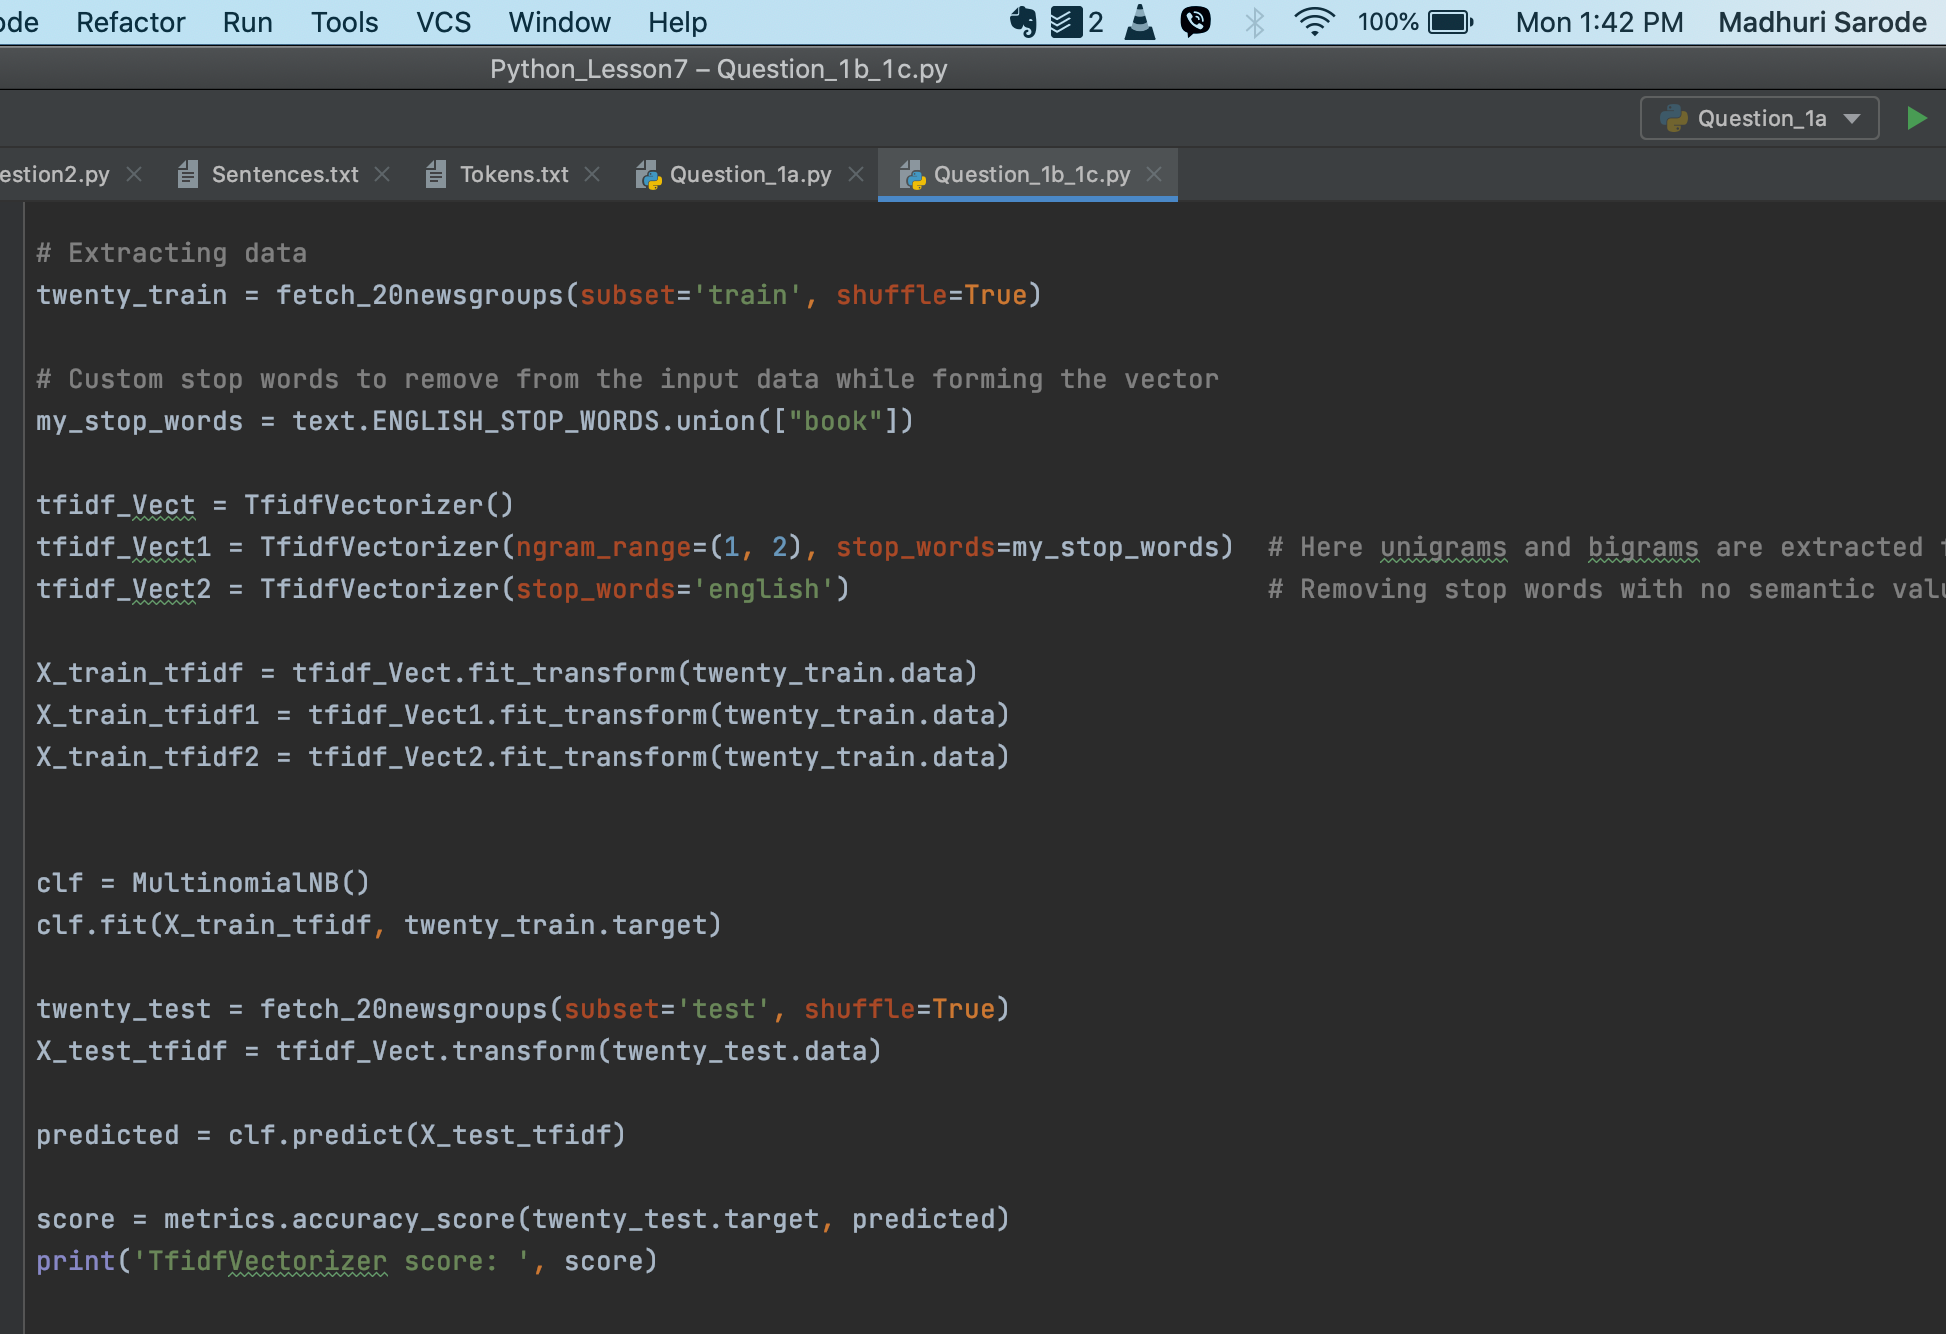 Refactor Run Tools VCS Window Help 2 100% Mon 1:42 PM Madhuri Sarode
Python_Lesson7 – Question_1b_1c.py
Question_1a
estion2.py Sentences.txt Tokens.txt Question_1a.py Question_1b_1c.py
# Extracting data
twenty_train = fetch_20newsgroups(subset='train', shuffle=True)
# Custom stop words to remove from the input data while forming the vector
my_stop_words = text.ENGLISH_STOP_WORDS.union(["book"])
tfidf_Vect = TfidfVectorizer()
tfidf_Vect1 = TfidfVectorizer(ngram_range=(1, 2), stop_words=my_stop_words) # Here unigrams and bigrams are extracted
tfidf_Vect2 = TfidfVectorizer(stop_words='english') # Removing stop words with no semantic valu
X_train_tfidf = tfidf_Vect.fit_transform(twenty_train.data)
X_train_tfidf1 = tfidf_Vect1.fit_transform(twenty_train.data)
X_train_tfidf2 = tfidf_Vect2.fit_transform(twenty_train.data)
clf = MultinomialNB()
clf.fit(X_train_tfidf, twenty_train.target)
twenty_test = fetch_20newsgroups(subset='test', shuffle=True)
X_test_tfidf = tfidf_Vect.transform(twenty_test.data)
predicted = clf.predict(X_test_tfidf)
score = metrics.accuracy_score(twenty_test.target, predicted)
print('TfidfVectorizer score: ', score)